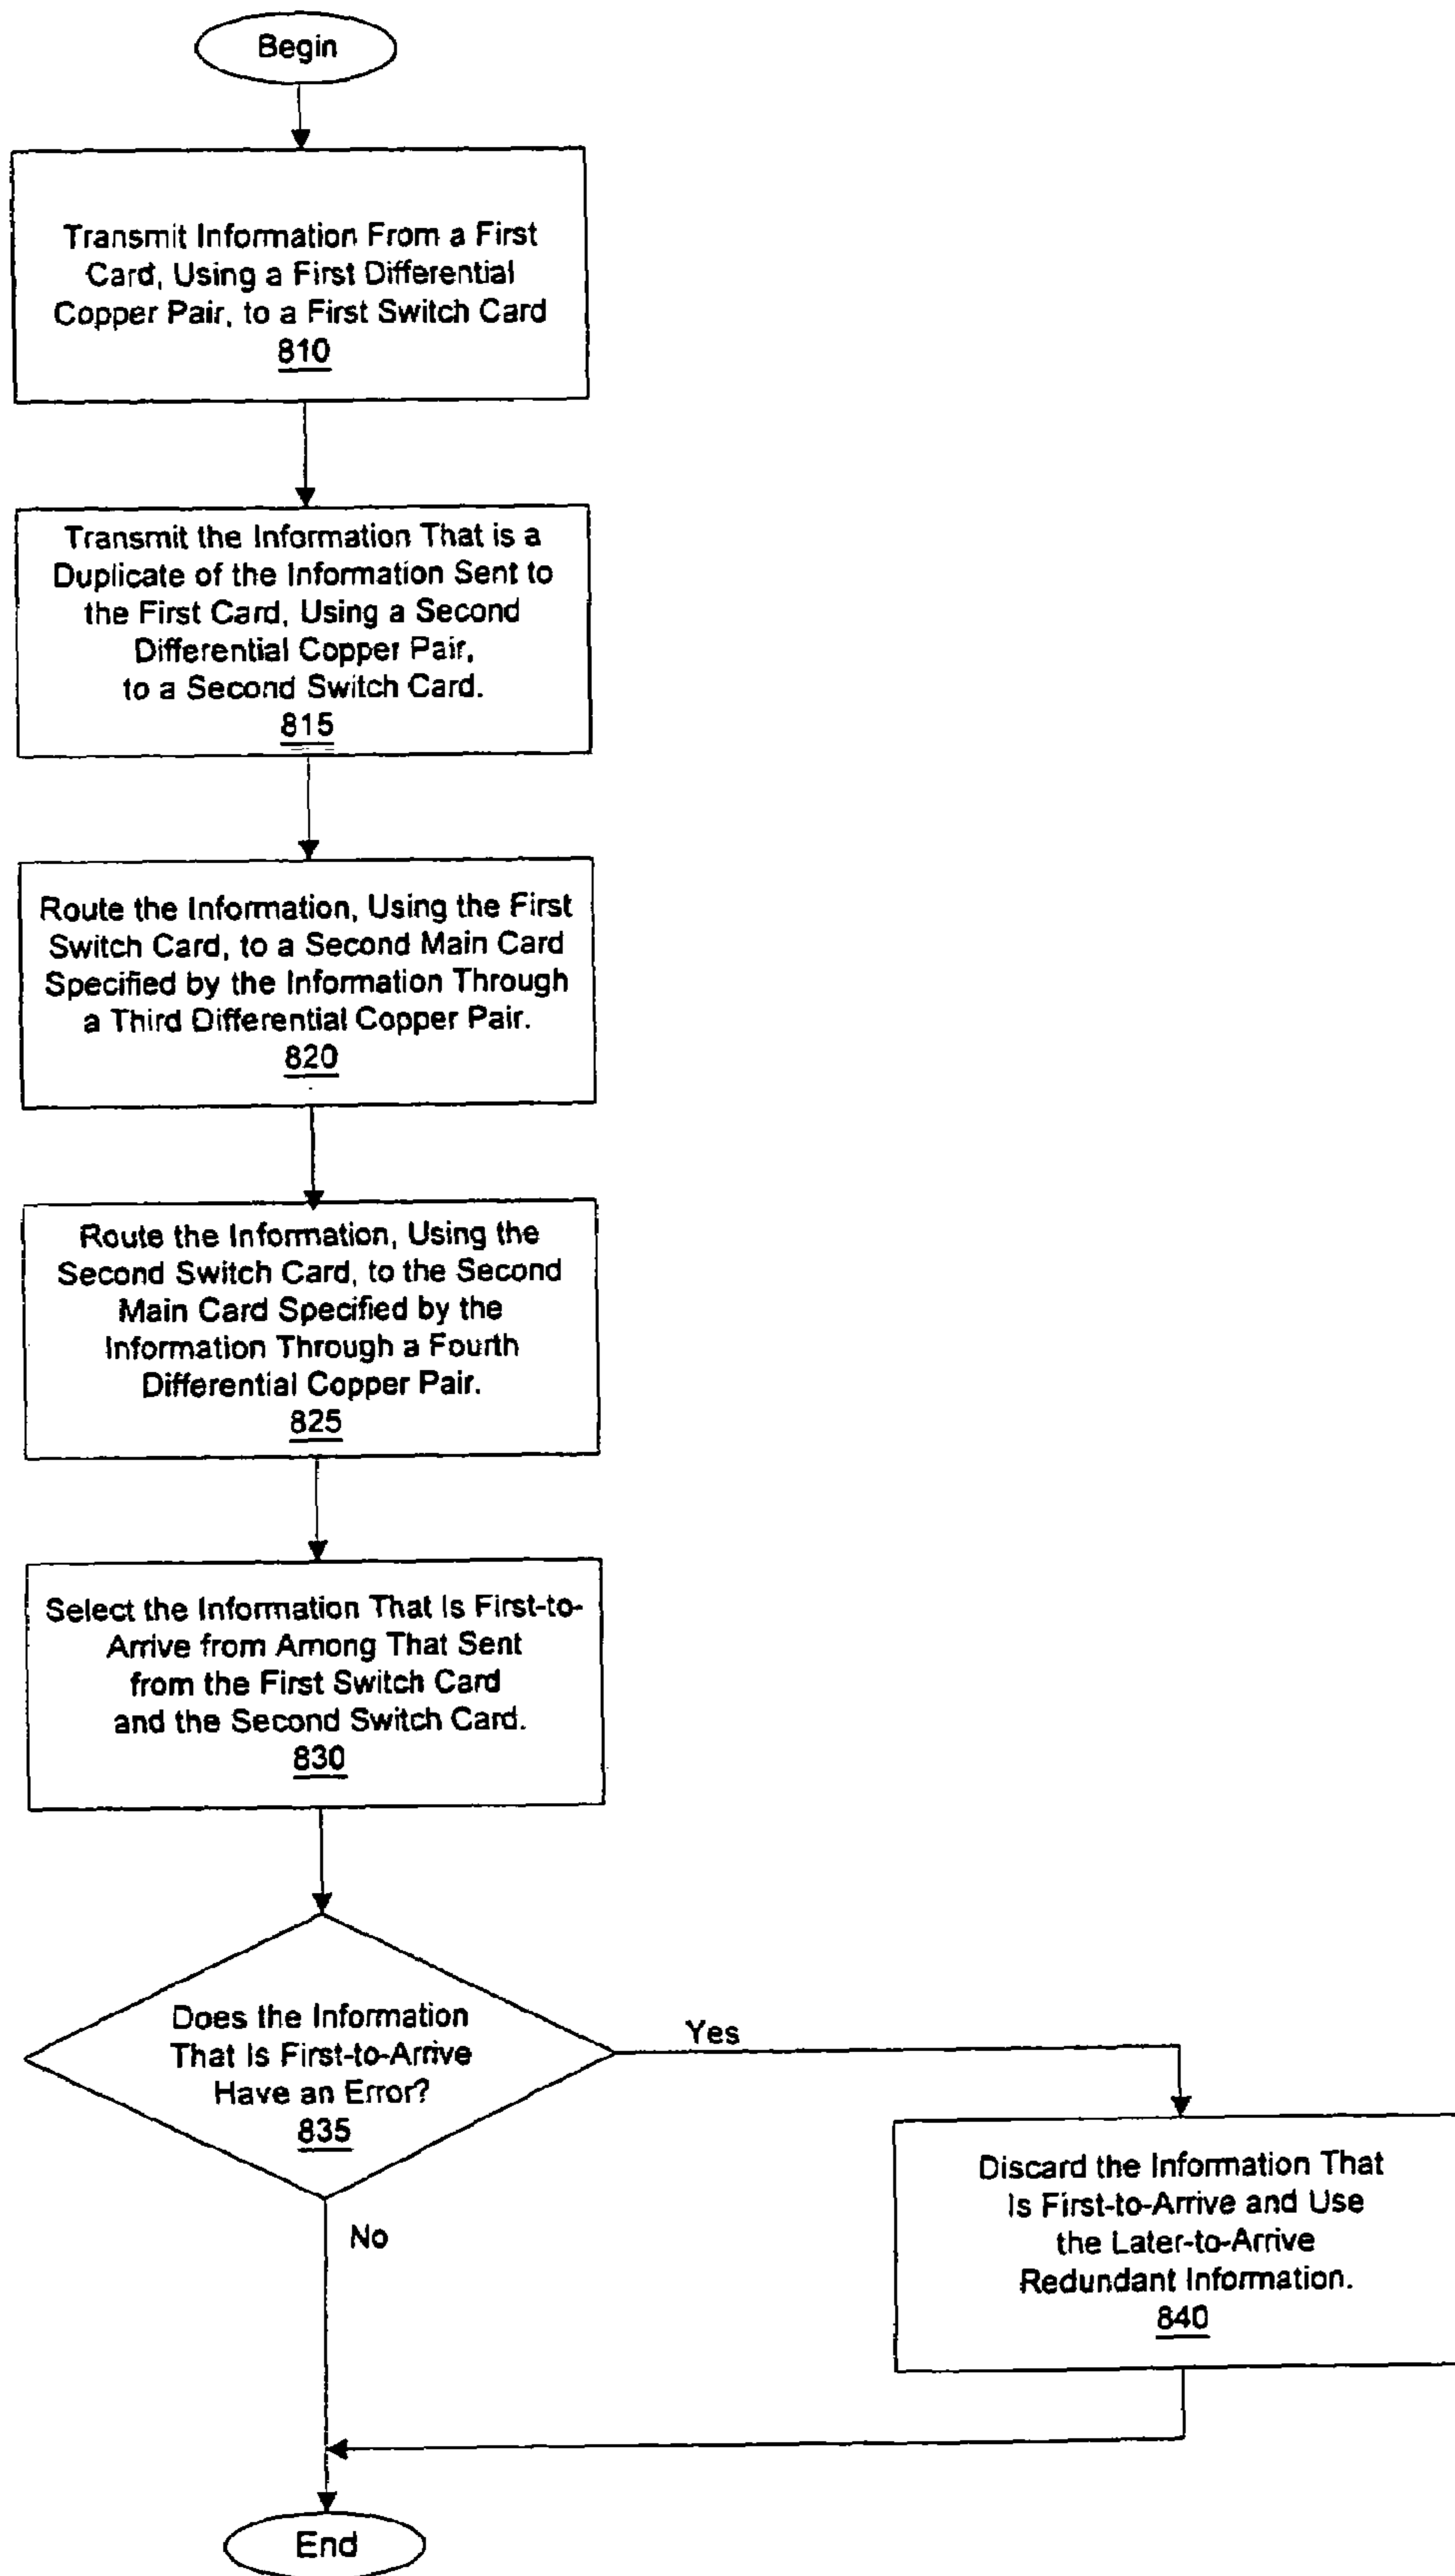 Begin
Transmit Information From a First
Card, Using a First Differential
Copper Pair, to a First Switch Card
810
Transmit the Information That is a
Duplicate of the Information Sent to
the First Card, Using a Second
Differential Copper Pair,
to a Second Switch Card.
815
Route the Information, Using the First
Switch Card, to a Second Main Card
Specified by the Information Through
a Third Differential Copper Pair.
820
Route the Information, Using the
Second Switch Card, to the Second
Main Card Specified by the
Information Through a Fourth
Differential Copper Pair.
825
Select the Information That Is First-to-
Arrive from Among That Sent
from the First Switch Card
and the Second Switch Card.
830
Does the Information
That Is First-to-Arrive
Have an Error?
835
Yes
No
Discard the Information That
Is First-to-Arrive and Use
the Later-to-Arrive
Redundant Information.
840
End